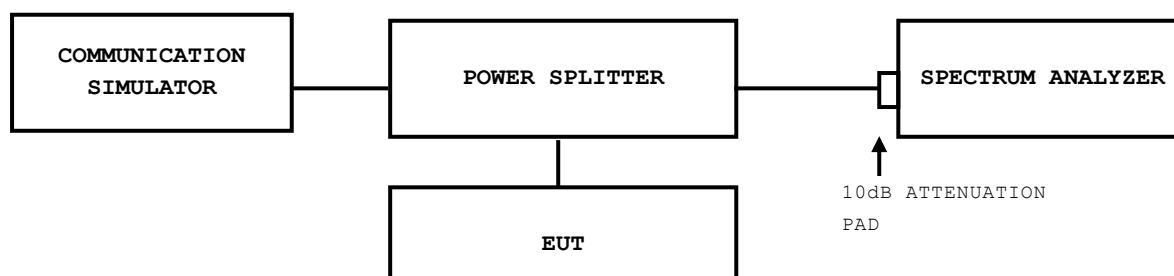 COMMUNICATION
SIMULATOR
POWER SPLITTER
SPECTRUM ANALYZER
10dB ATTENUATION
PAD
EUT